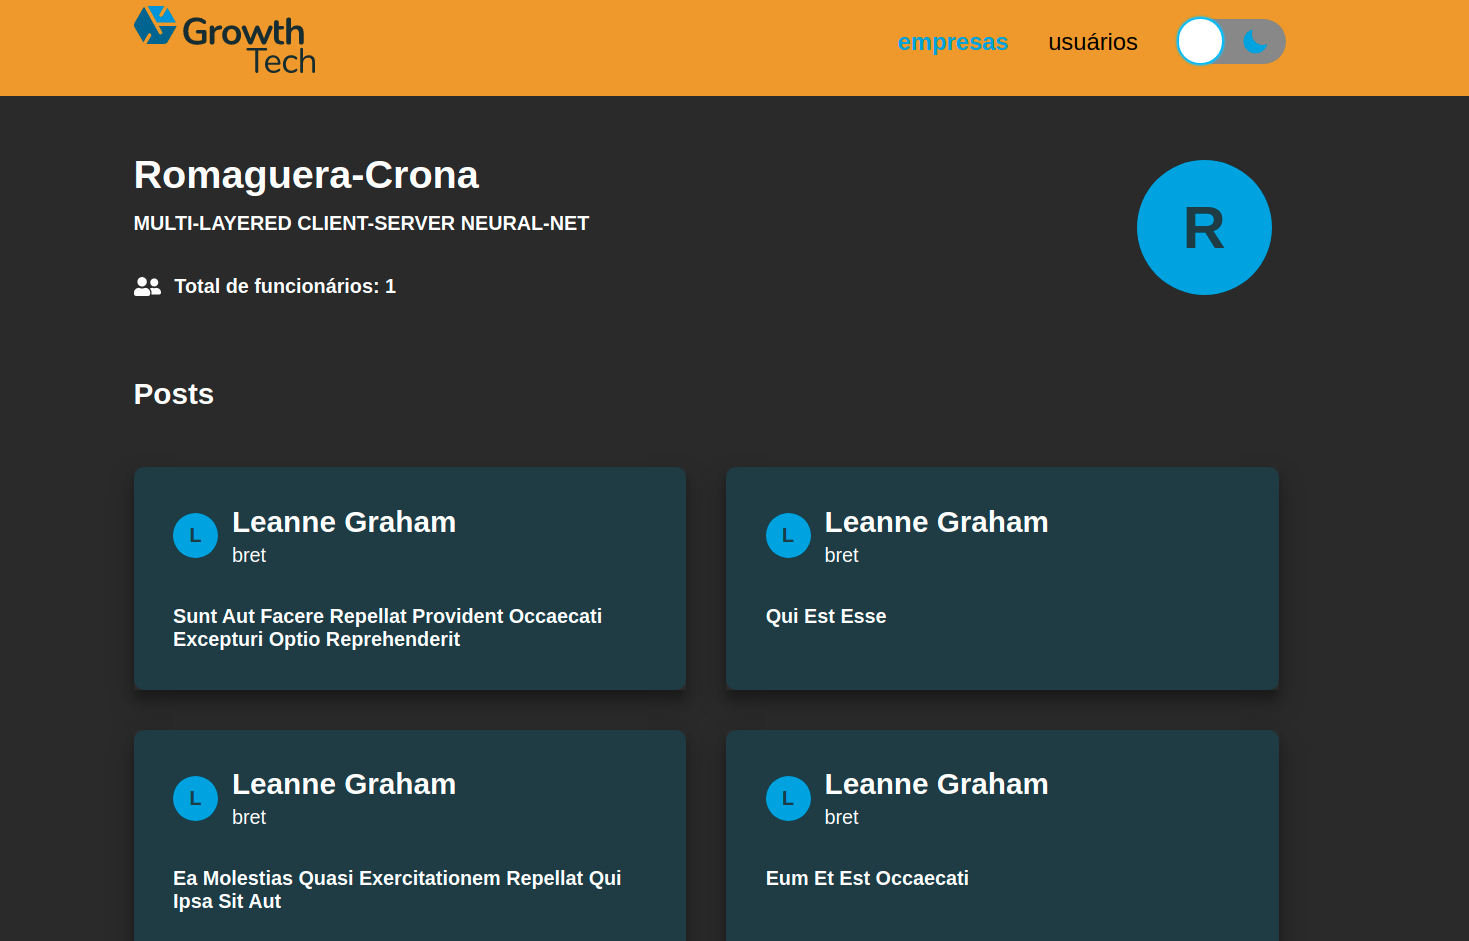 Growth
Tech
empresas usuários
Romaguera-Crona
MULTI-LAYERED CLIENT-SERVER NEURAL-NET
R
Total de funcionários: 1
Posts
L
Leanne Graham
bret
Sunt Aut Facere Repellat Provident Occaecati
Excepturi Optio Reprehenderit
L
Leanne Graham
bret
Qui Est Esse
L
Leanne Graham
bret
Ea Molestias Quasi Exercitationem Repellat Qui
Ipsa Sit Aut
L
Leanne Graham
bret
Eum Et Est Occaecati